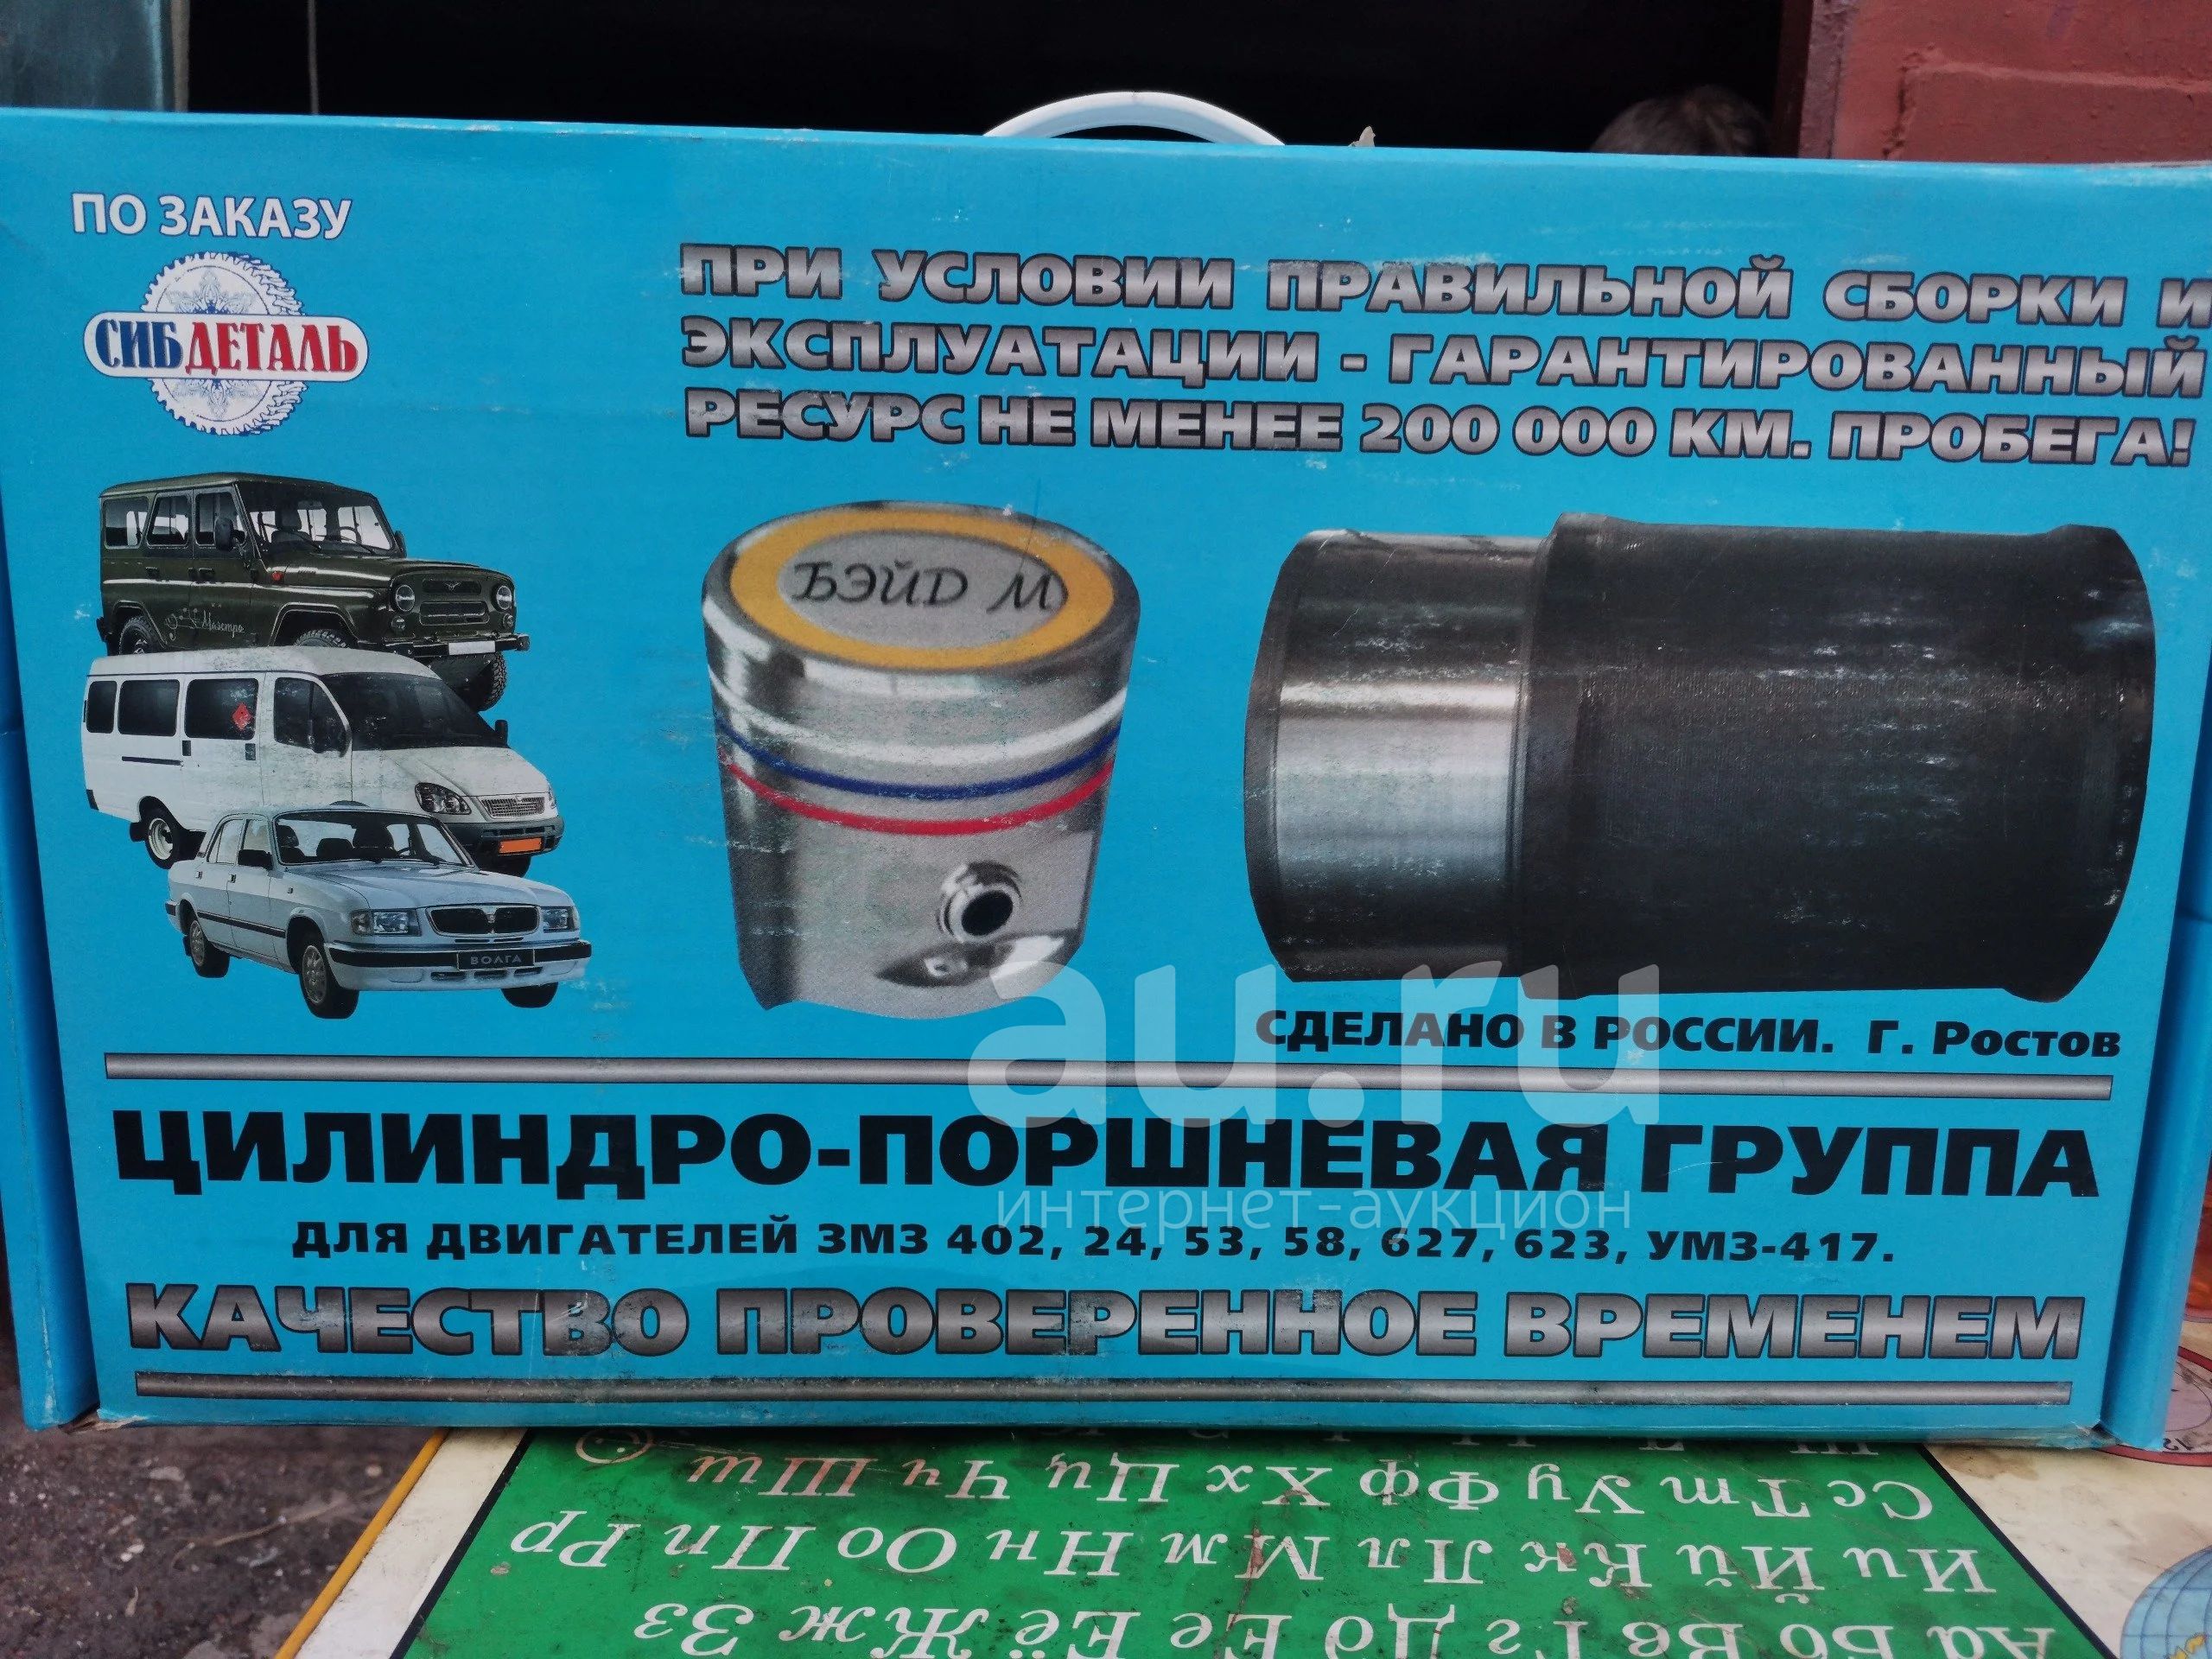 ПО ЗАКАЗУ
СИБДЕТАЛЬ
ПРИ УСЛОВИИ ПРАВИЛЬНОЙ СБОРКИ И
ЭКСПЛУАТАЦИИ - ГАРАНТИРОВАННЫЙ
РЕСУРС НЕ МЕНЕЕ 200 000 КМ. ПРОБЕГА!
БЭЙД М
Маэстро
ВОЛГА
СДЕЛАНО В РОССИИ. Г. Ростов
au.ru
ЦИЛИНДРО-ПОРШНЕВАЯ ГРУППА
интернет-аукцион
ДЛЯ ДВИГАТЕЛЕЙ ЗМЗ 402, 24, 53, 58, 627, 623, УМЗ-417.
КАЧЕСТВО ПРОВЕРЕННОЕ ВРЕМЕНЕМ
Аа Бб Вв Гг Дд Ее Ёё Жж Зз
Ии Йй Кк Лл Мм Нн Оо Пп Рр
Сс Тт Уу Фф Хх Цц Чч Шш